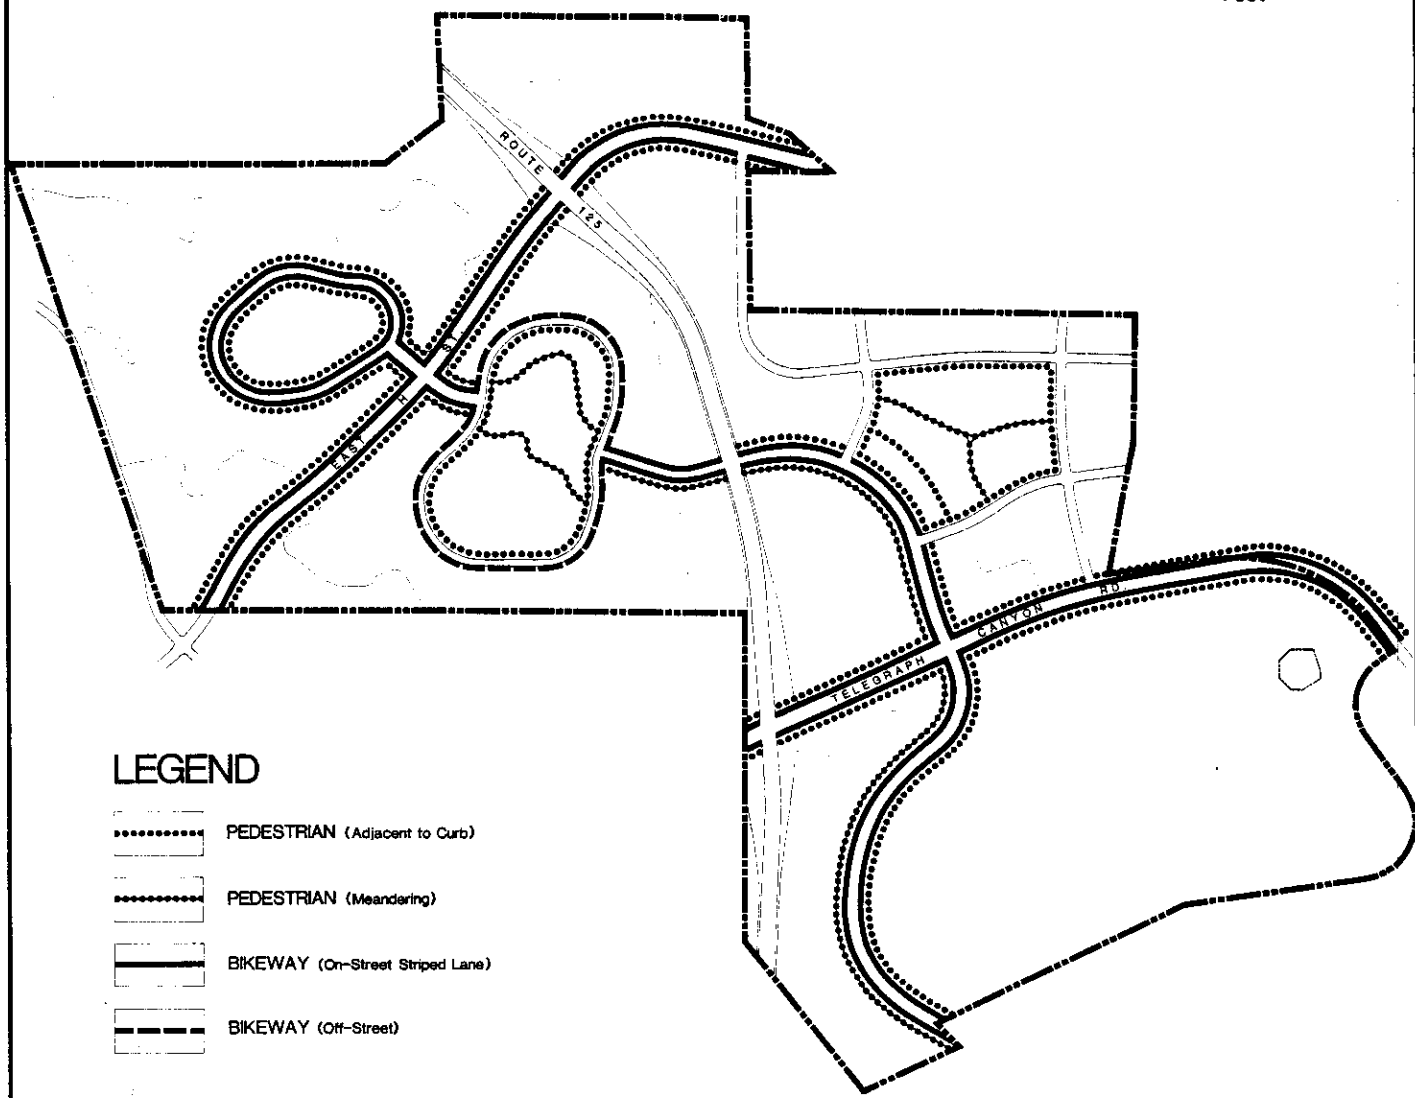 ROUTE
125
EAST H
CANYON RD
TELEGRAPH
LEGEND
PEDESTRIAN (Adjacent to Curb)
PEDESTRIAN (Meandering)
BIKEWAY (On-Street Striped Lane)
BIKEWAY (Off-Street)